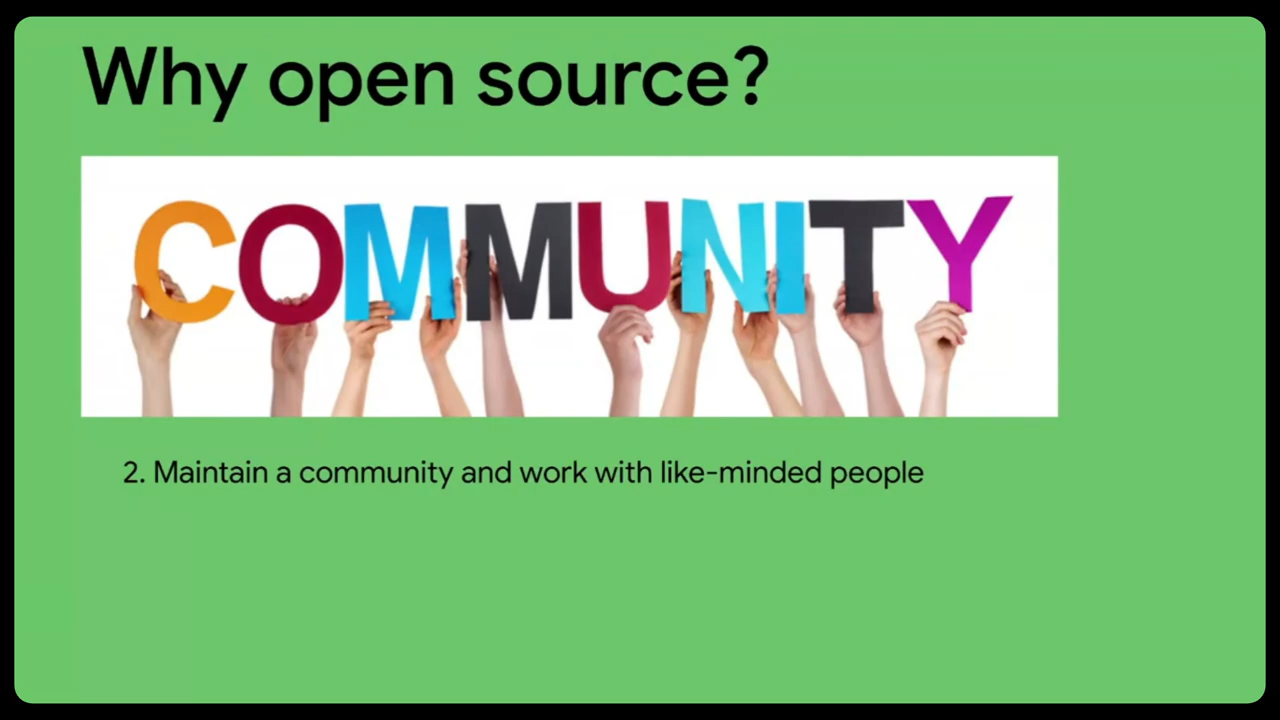 Why open source?
COMMUNITY
2. Maintain a community and work with like-minded people